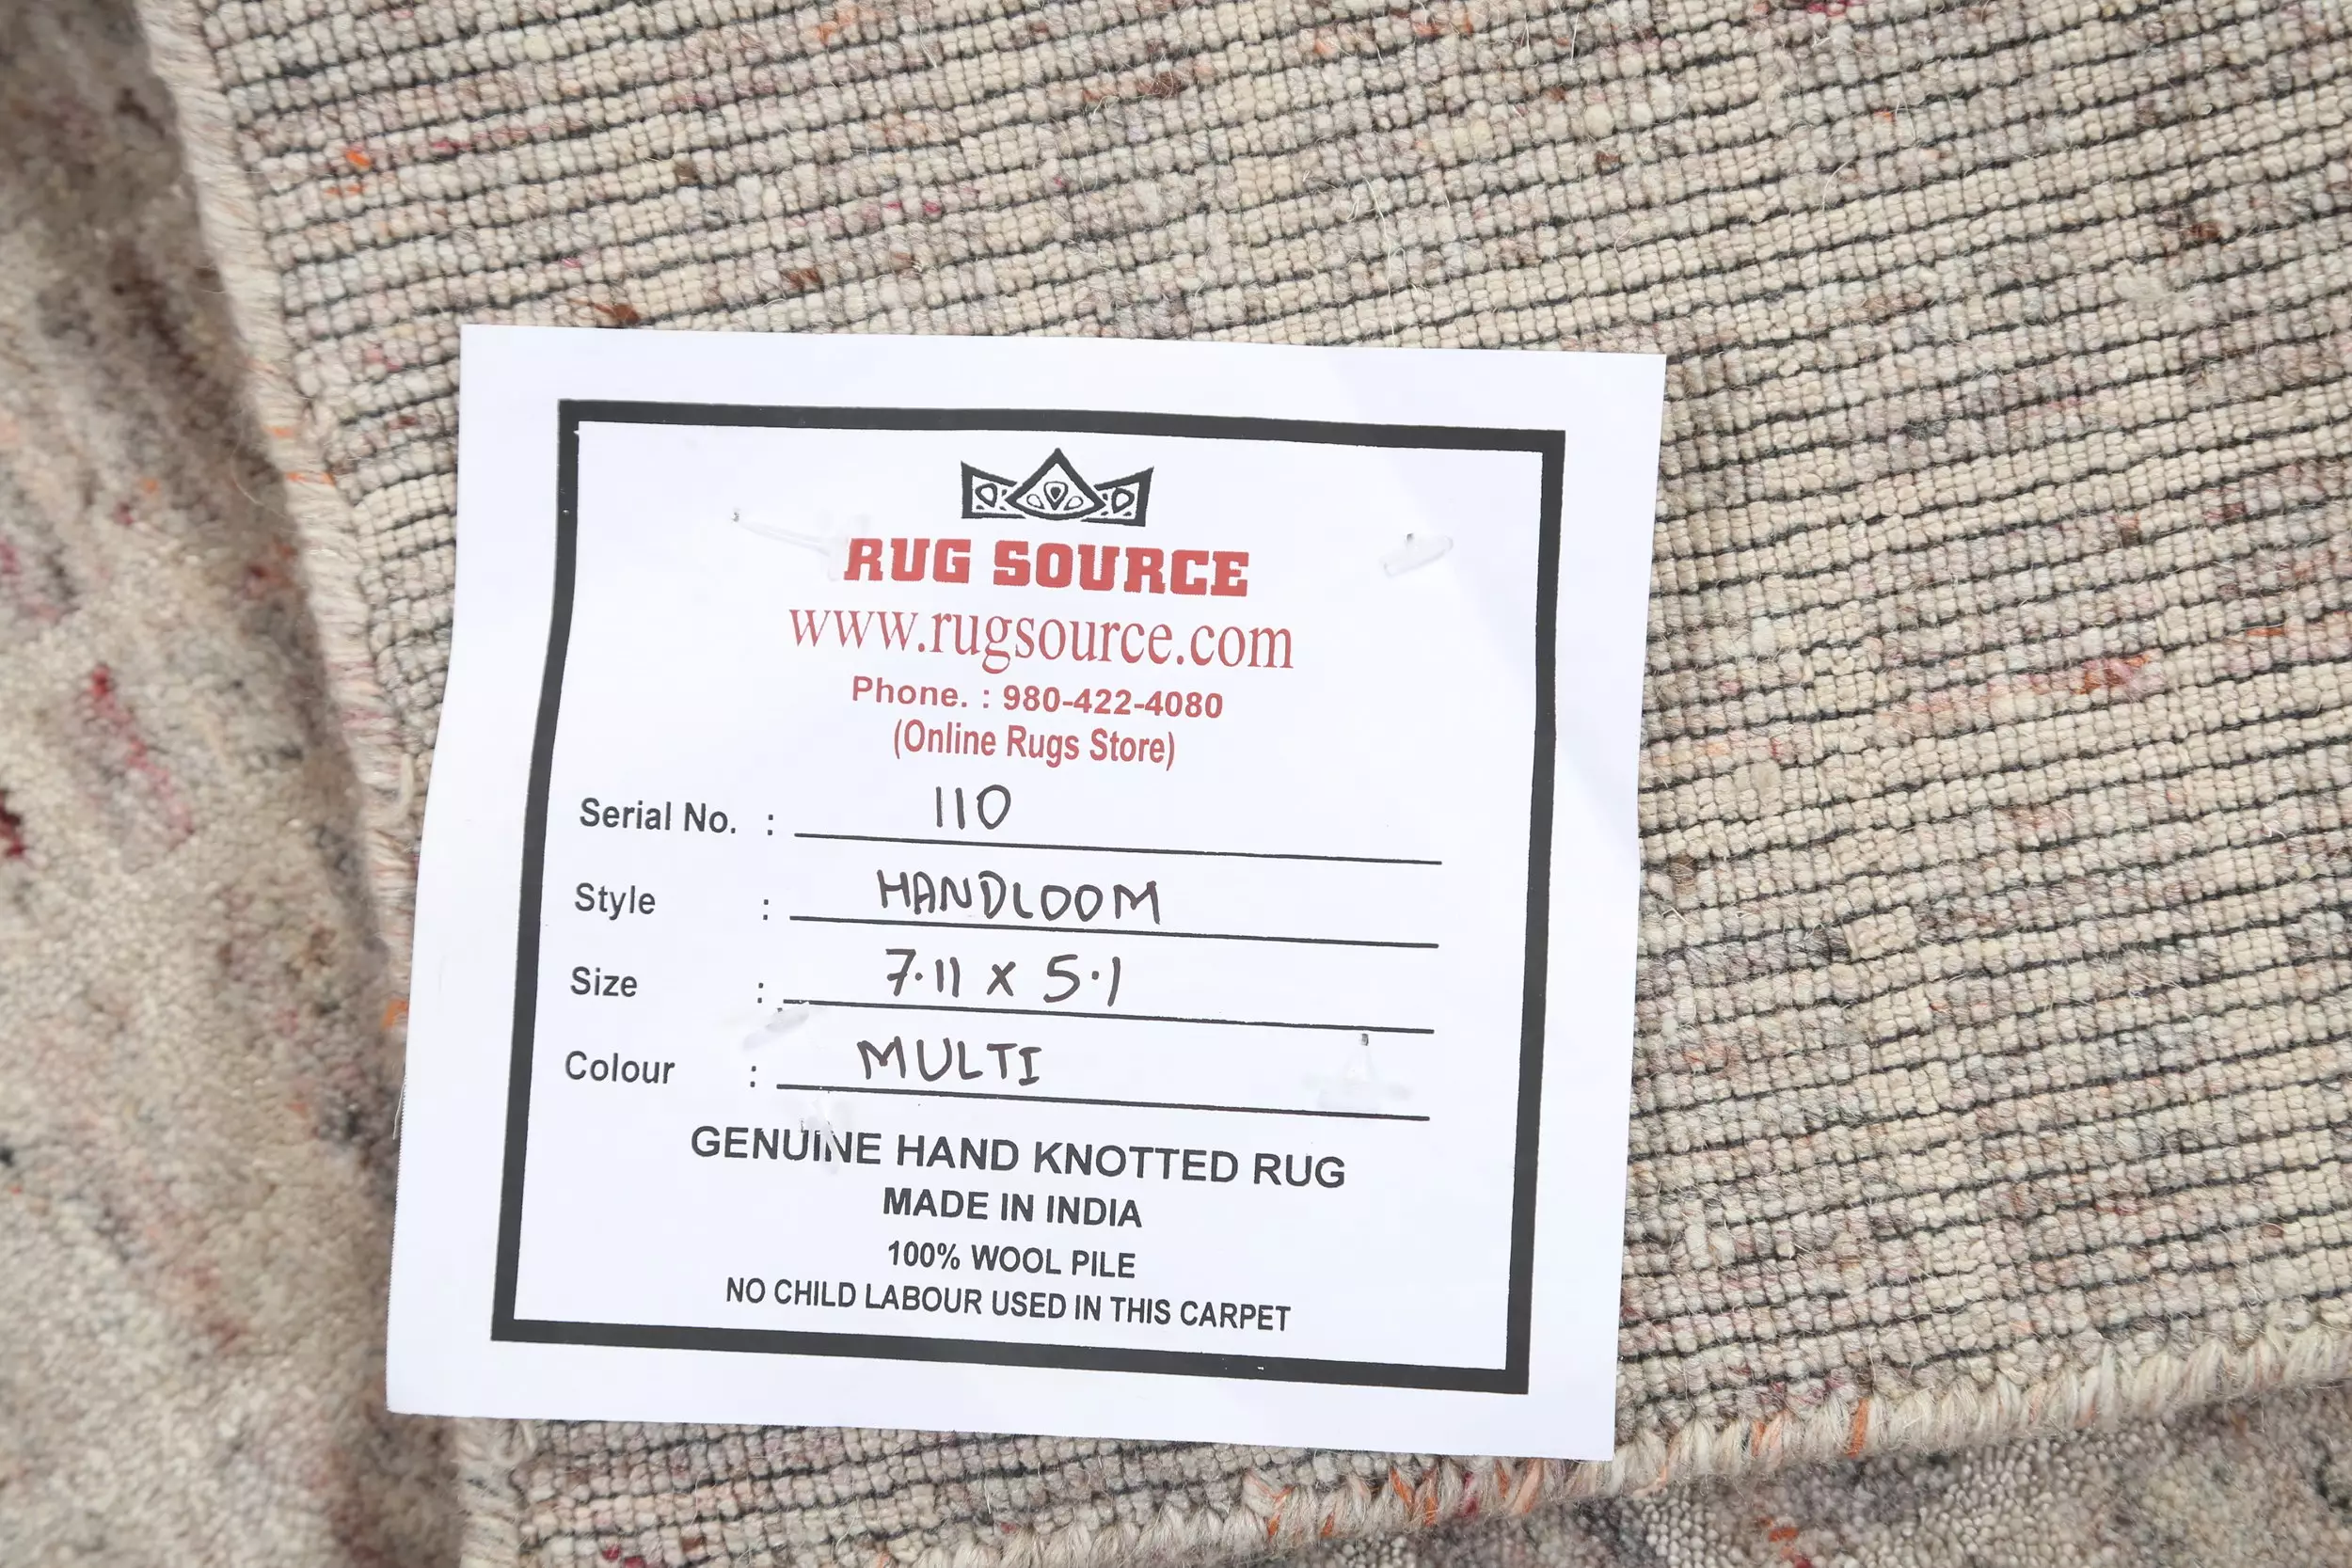 RUG SOURCE
www.rugsource.com
Phone. : 980-422-4080
(Online Rugs Store)
Serial No. : 110
Style : HANDLOOM
Size : 7.11 x 5.1
Colour : MULTI
GENUINE HAND KNOTTED RUG
MADE IN INDIA
100% WOOL PILE
NO CHILD LABOUR USED IN THIS CARPET